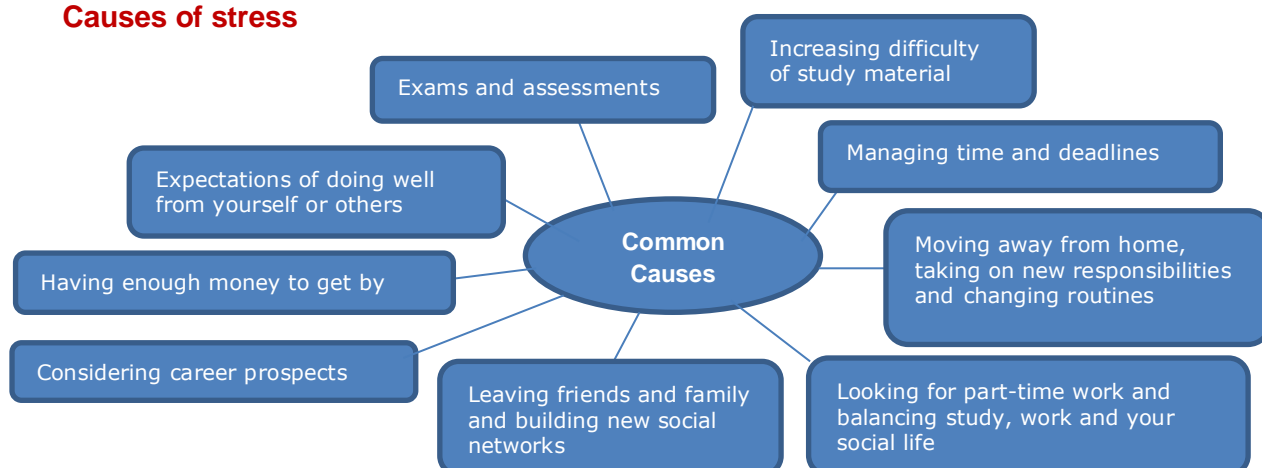 Causes of stress
Increasing difficulty
of study material
Exams and assessments
Managing time and deadlines
Expectations of doing well
from yourself or others
Common
Causes
Moving away from home,
taking on new responsibilities
and changing routines
Having enough money to get by
Considering career prospects
Leaving friends and family
and building new social
networks
Looking for part-time work and
balancing study, work and your
social life